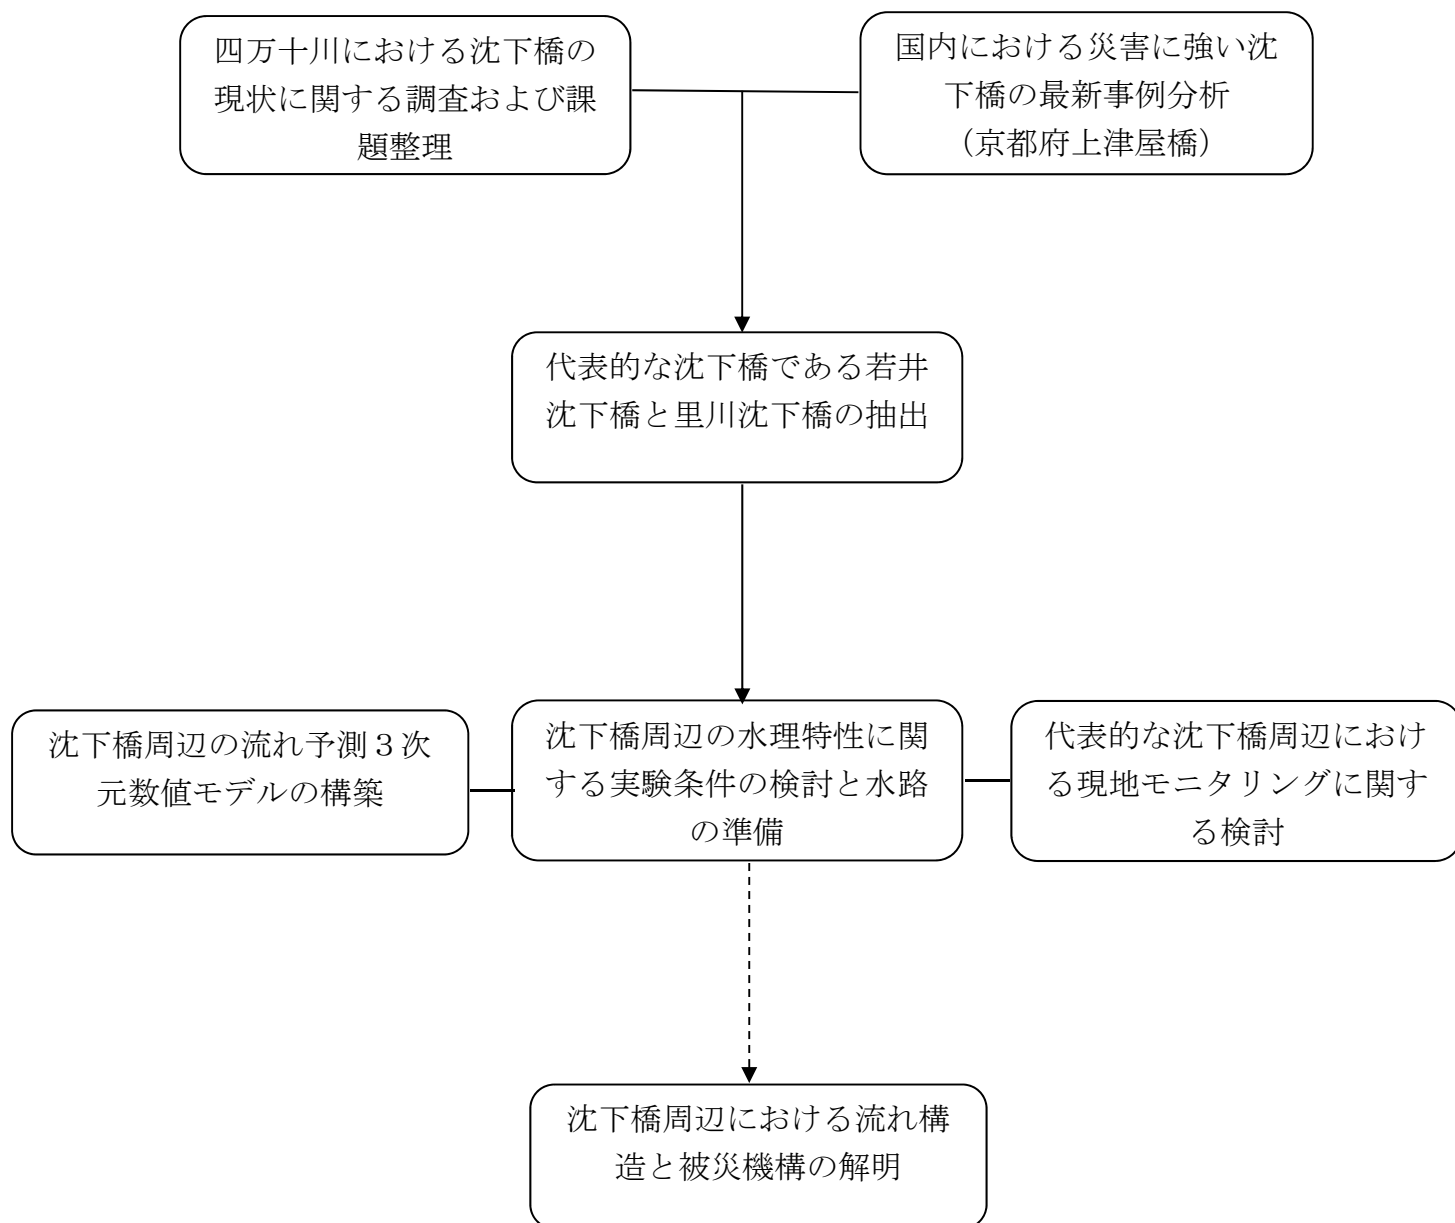 四万十川における沈下橋の
現状に関する調査および課
題整理
国内における災害に強い沈
下橋の最新事例分析
（京都府上津屋橋）
代表的な沈下橋である若井
沈下橋と里川沈下橋の抽出
沈下橋周辺の流れ予測３次
元数値モデルの構築
沈下橋周辺の水理特性に関
する実験条件の検討と水路
の準備
代表的な沈下橋周辺におけ
る現地モニタリングに関す
る検討
沈下橋周辺における流れ構
造と被災機構の解明